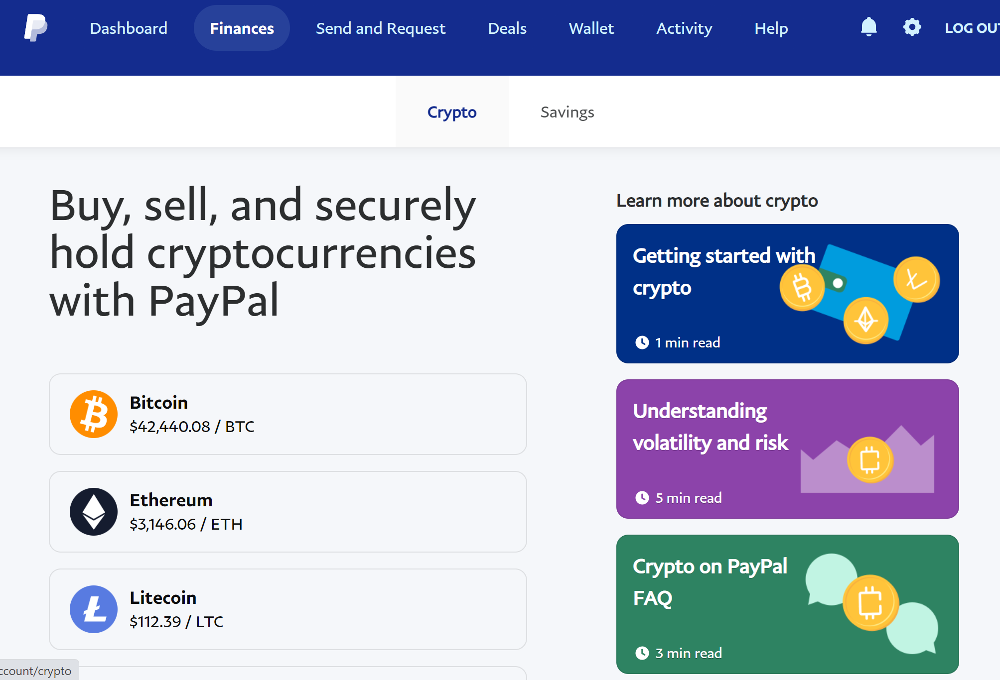 Dashboard
Finances
Send and Request
Deals
Wallet
Activity
Help
LOG OUT
Crypto
Savings
Buy, sell, and securely
hold cryptocurrencies
with PayPal
Bitcoin
$42,440.08 / BTC
Ethereum
$3,146.06 / ETH
Litecoin
$112.39 / LTC
Learn more about crypto
Getting started with
crypto
1 min read
Understanding
volatility and risk
5 min read
Crypto on PayPal
FAQ
3 min read
ccount/crypto